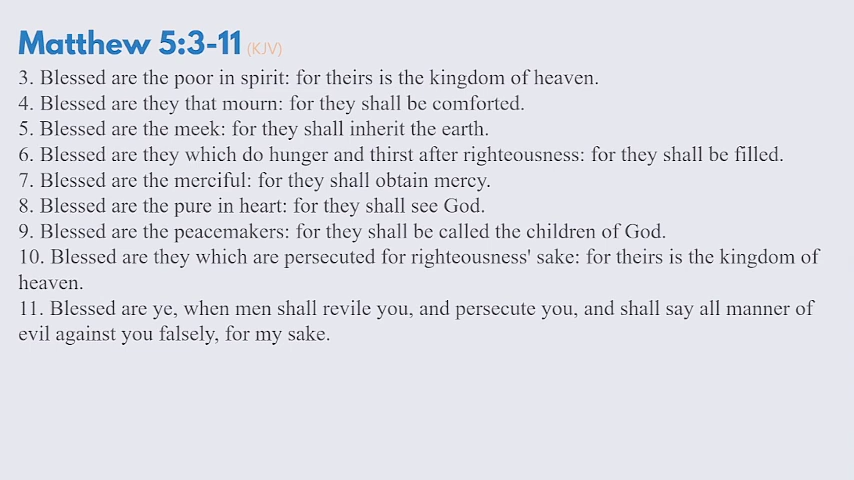 Matthew 5:3-11 (KJV)
3. Blessed are the poor in spirit: for theirs is the kingdom of heaven.
4. Blessed are they that mourn: for they shall be comforted.
5. Blessed are the meek: for they shall inherit the earth.
6. Blessed are they which do hunger and thirst after righteousness: for they shall be filled.
7. Blessed are the merciful: for they shall obtain mercy.
8. Blessed are the pure in heart: for they shall see God.
9. Blessed are the peacemakers: for they shall be called the children of God.
10. Blessed are they which are persecuted for righteousness' sake: for theirs is the kingdom of
heaven.
11. Blessed are ye, when men shall revile you, and persecute you, and shall say all manner of
evil against you falsely, for my sake.